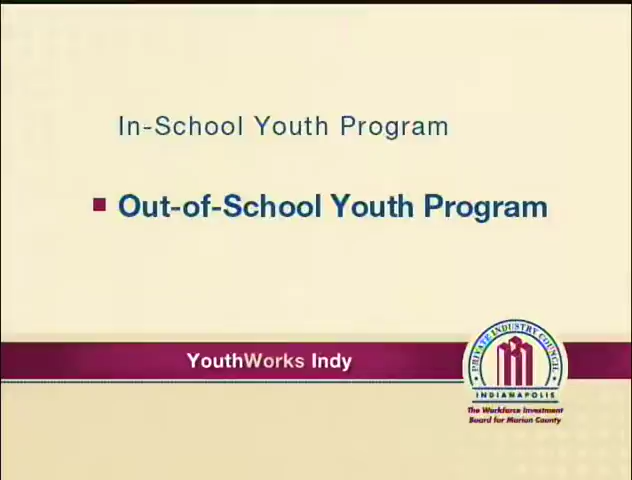 In-School Youth Program
Out-of-School Youth Program
YouthWorks Indy
PRIVATE INDUSTRY COUNCIL
INDIANAPOLIS
The Workforce Investment
Board for Marion County